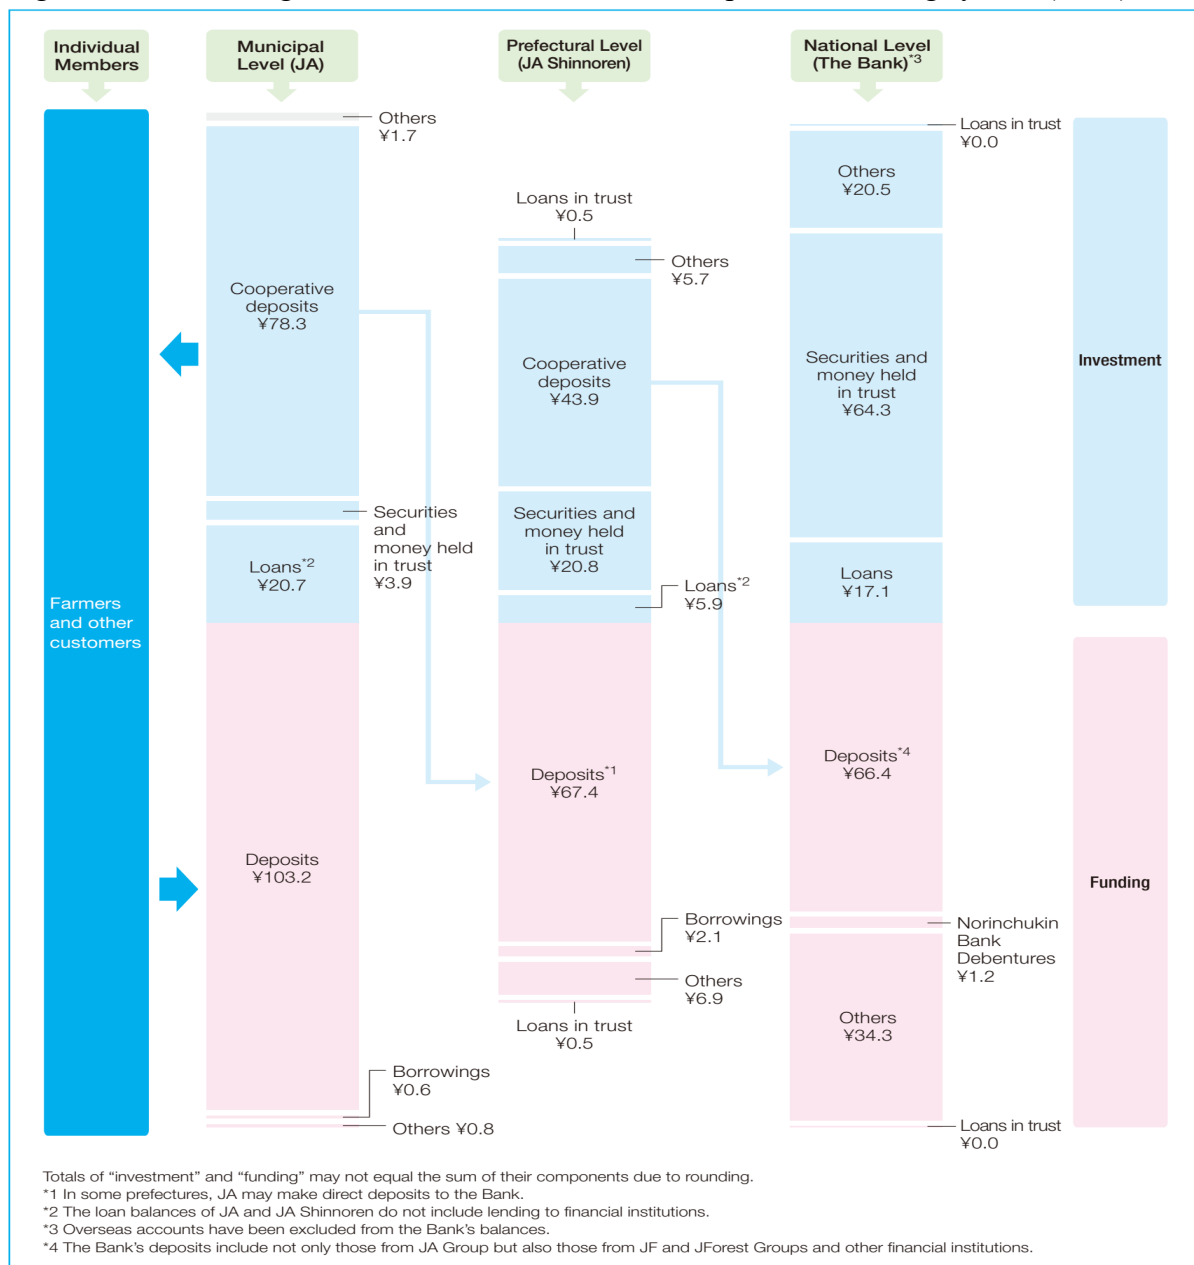 Individual
Members
Municipal
Level (JA)
Prefectural Level
(JA Shinnoren)
National Level
(The Bank)*3
Farmers
and other
customers
Others
¥1.7
Cooperative
deposits
¥78.3
Securities
and
money held
in trust
¥3.9
Loans*2
¥20.7
Deposits
¥103.2
Borrowings
¥0.6
Others ¥0.8
Loans in trust
¥0.5
Others
¥5.7
Cooperative
deposits
¥43.9
Securities and
money held
in trust
¥20.8
Loans*2
¥5.9
Deposits*1
¥67.4
Borrowings
¥2.1
Others
¥6.9
Loans in trust
¥0.5
Loans in trust
¥0.0
Others
¥20.5
Securities and
money held
in trust
¥64.3
Loans
¥17.1
Deposits*4
¥66.4
Norinchukin
Bank
Debentures
¥1.2
Others
¥34.3
Loans in trust
¥0.0
Investment
Funding
Totals of “investment” and “funding” may not equal the sum of their components due to rounding.
*1 In some prefectures, JA may make direct deposits to the Bank.
*2 The loan balances of JA and JA Shinnoren do not include lending to financial institutions.
*3 Overseas accounts have been excluded from the Bank’s balances.
*4 The Bank’s deposits include not only those from JA Group but also those from JF and JForest Groups and other financial institutions.